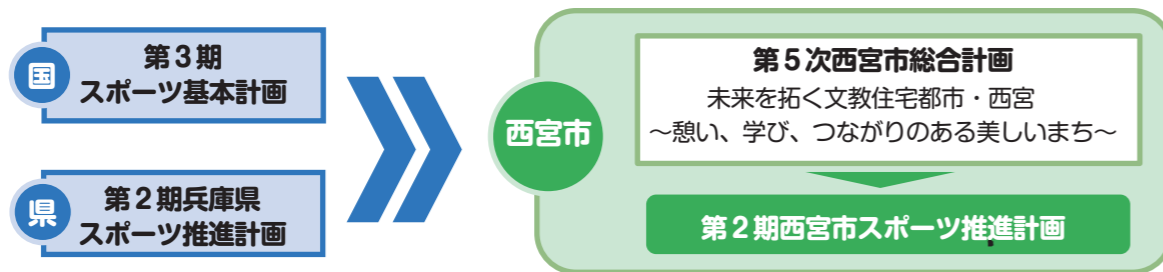 国
第3期
スポーツ基本計画
県
第2期兵庫県
スポーツ推進計画
西宮市
第5次西宮市総合計画
未来を拓く文教住宅都市・西宮
～憩い、学び、つながりのある美しいまち～
第2期西宮市スポーツ推進計画